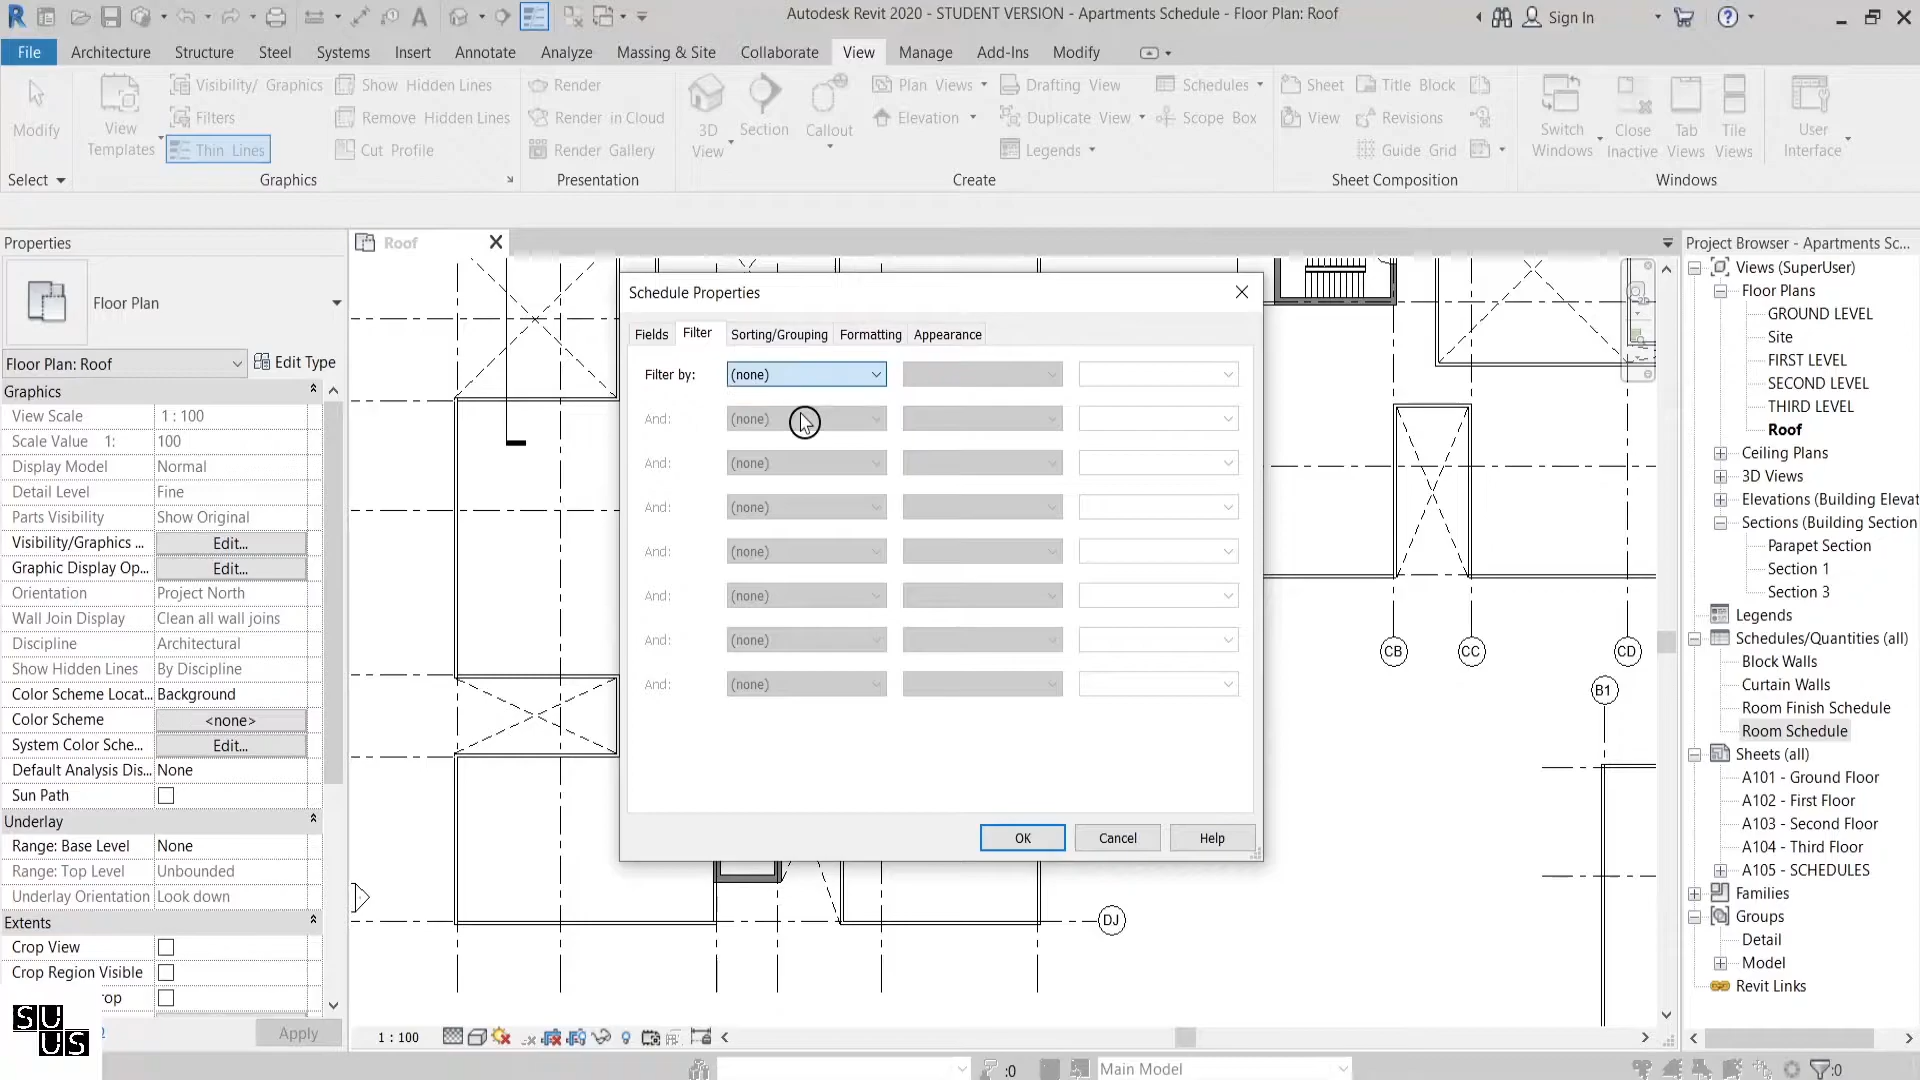 Autodesk Revit 2020 - STUDENT VERSION - Apartments Schedule - Floor Plan: Roof
Sign In
File Architecture Structure Steel Systems Insert Annotate Analyze Massing & Site Collaborate View Manage Add-Ins Modify
Modify
View Templates
Visibility/ Graphics
Filters
Thin Lines
Show Hidden Lines
Remove Hidden Lines
Cut Profile
Render
Render in Cloud
Render Gallery
3D View
Section
Callout
Plan Views
Elevation
Drafting View
Duplicate View
Legends
Schedules
Scope Box
Sheet
View
Title Block
Revisions
Guide Grid
Switch Windows
Close Inactive
Tab Views
Tile Views
User Interface
Select Graphics Presentation Create Sheet Composition Windows
Properties
Floor Plan
Floor Plan: Roof Edit Type
Graphics
View Scale 1 : 100
Scale Value 1: 100
Display Model Normal
Detail Level Fine
Parts Visibility Show Original
Visibility/Graphics ... Edit...
Graphic Display Op... Edit...
Orientation Project North
Wall Join Display Clean all wall joins
Discipline Architectural
Show Hidden Lines By Discipline
Color Scheme Locat... Background
Color Scheme <none>
System Color Sche... Edit...
Default Analysis Dis... None
Sun Path
Underlay
Range: Base Level None
Range: Top Level Unbounded
Underlay Orientation Look down
Extents
Crop View
Crop Region Visible
op
Apply
SU
US
Roof
Schedule Properties
Fields Filter Sorting/Grouping Formatting Appearance
Filter by: (none)
And: (none)
And: (none)
And: (none)
And: (none)
And: (none)
And: (none)
And: (none)
OK Cancel Help
CB CC CD
B1
DJ
1 : 100
:0
Main Model
:0
Project Browser - Apartments Sc...
Views (SuperUser)
Floor Plans
GROUND LEVEL
Site
FIRST LEVEL
SECOND LEVEL
THIRD LEVEL
Roof
Ceiling Plans
3D Views
Elevations (Building Elevat
Sections (Building Section
Parapet Section
Section 1
Section 3
Legends
Schedules/Quantities (all)
Block Walls
Curtain Walls
Room Finish Schedule
Room Schedule
Sheets (all)
A101 - Ground Floor
A102 - First Floor
A103 - Second Floor
A104 - Third Floor
A105 - SCHEDULES
Families
Groups
Detail
Model
Revit Links